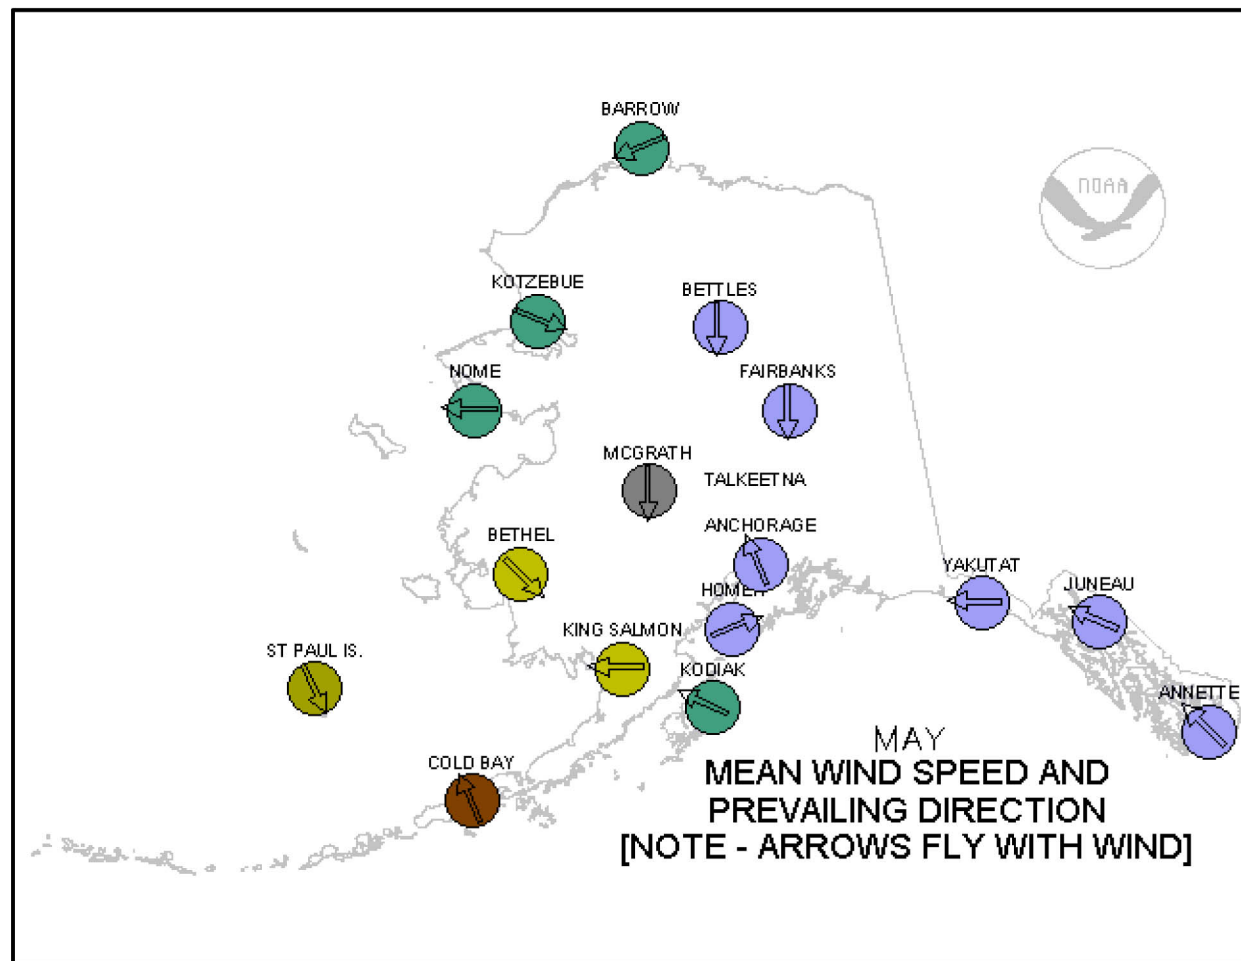 BARROW
NOAA
KOTZEBUE
BETTLES
NOME
FAIRBANKS
MCGRATH
TALKEETNA
ANCHORAGE
BETHEL
YAKUTAT
JUNEAU
KING SALMON
ST PAUL IS.
KODIAK
ANNETTE
MAY
COLD BAY
MEAN WIND SPEED AND
PREVAILING DIRECTION
[NOTE - ARROWS FLY WITH WIND]